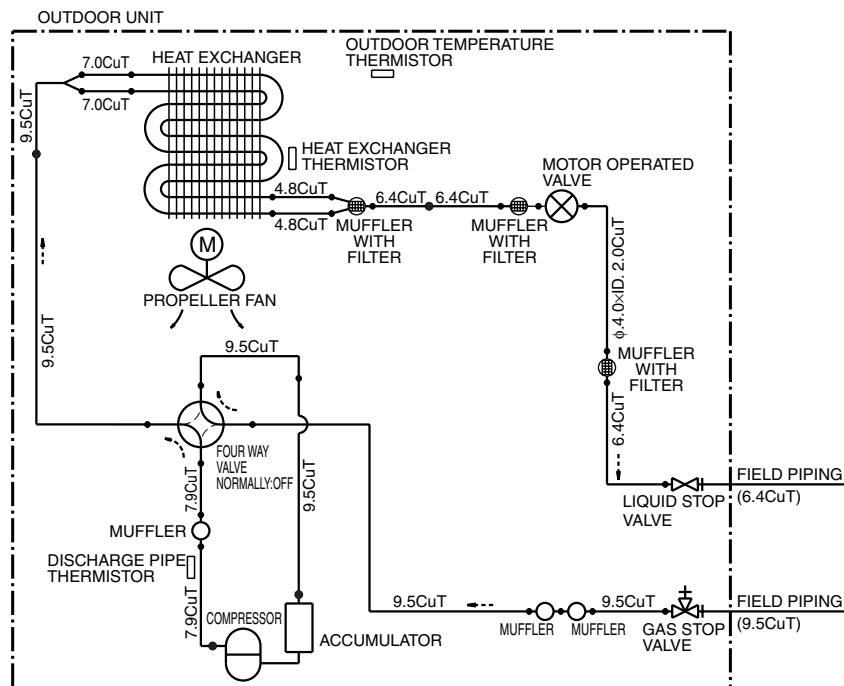 OUTDOOR UNIT
HEAT EXCHANGER
OUTDOOR TEMPERATURE
THERMISTOR
7.0CuT
7.0CuT
9.5CuT
HEAT EXCHANGER
THERMISTOR
MOTOR OPERATED
VALVE
4.8CuT
6.4CuT
6.4CuT
4.8CuT
MUFFLER
WITH
FILTER
MUFFLER
WITH
FILTER
M
PROPELLER FAN
ϕ.4.0×ID. 2.0CuT
9.5CuT
9.5CuT
MUFFLER
WITH
FILTER
6.4CuT
FOUR WAY
VALVE
NORMALLY:OFF
7.9CuT
9.5CuT
FIELD PIPING
(6.4CuT)
LIQUID STOP
VALVE
MUFFLER
DISCHARGE PIPE
THERMISTOR
7.9CuT
COMPRESSOR
ACCUMULATOR
9.5CuT
MUFFLER
MUFFLER
9.5CuT
GAS STOP
VALVE
FIELD PIPING
(9.5CuT)